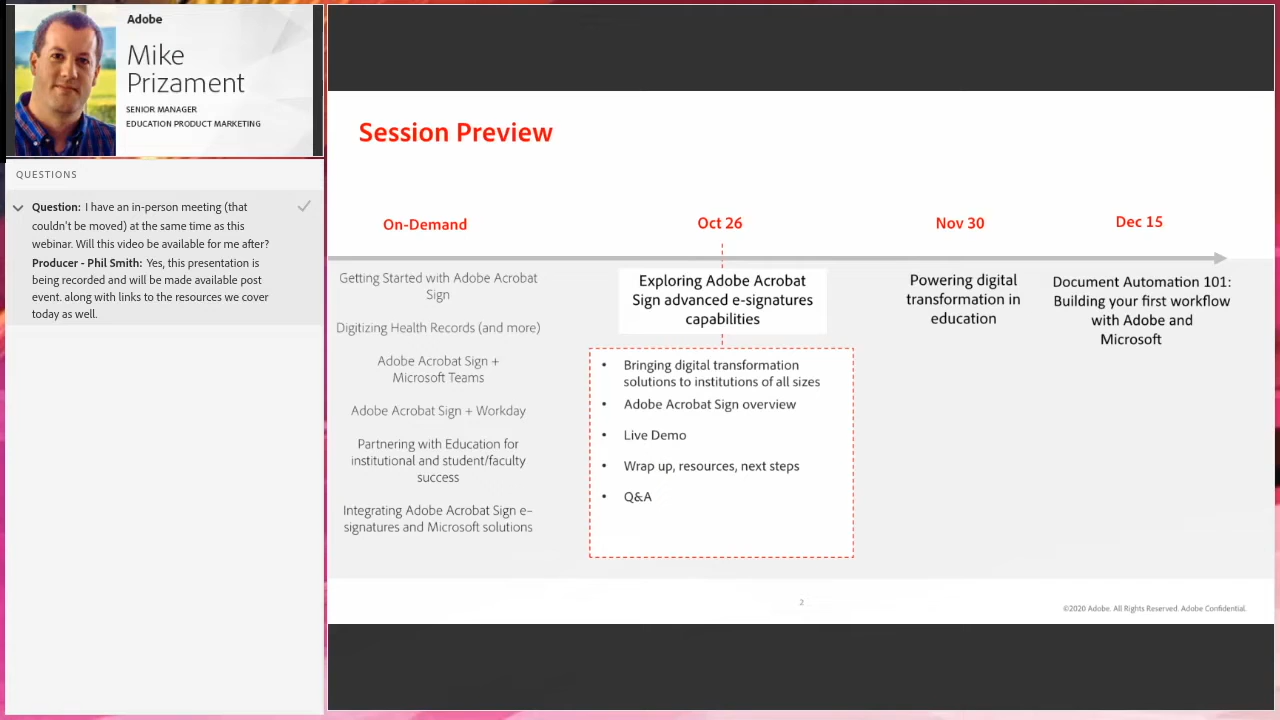 Adobe
Mike
Prizament
SENIOR MANAGER
EDUCATION PRODUCT MARKETING
QUESTIONS
Question: I have an in-person meeting (that
couldn't be moved) at the same time as this
webinar. Will this video be available for me after?
Producer - Phil Smith: Yes, this presentation is
being recorded and will be made available post
event. along with links to the resources we cover
today as well.
Session Preview
On-Demand
Getting Started with Adobe Acrobat
Sign
Digitizing Health Records (and more)
Adobe Acrobat Sign +
Microsoft Teams
Adobe Acrobat Sign + Workday
Partnering with Education for
institutional and student/faculty
success
Integrating Adobe Acrobat Sign e-
signatures and Microsoft solutions
Oct 26
Exploring Adobe Acrobat
Sign advanced e-signatures
capabilities
• Bringing digital transformation
solutions to institutions of all sizes
• Adobe Acrobat Sign overview
• Live Demo
• Wrap up, resources, next steps
• Q&A
Nov 30
Powering digital
transformation in
education
Dec 15
Document Automation 101:
Building your first workflow
with Adobe and
Microsoft
2
©2020 Adobe. All Rights Reserved. Adobe Confidential.